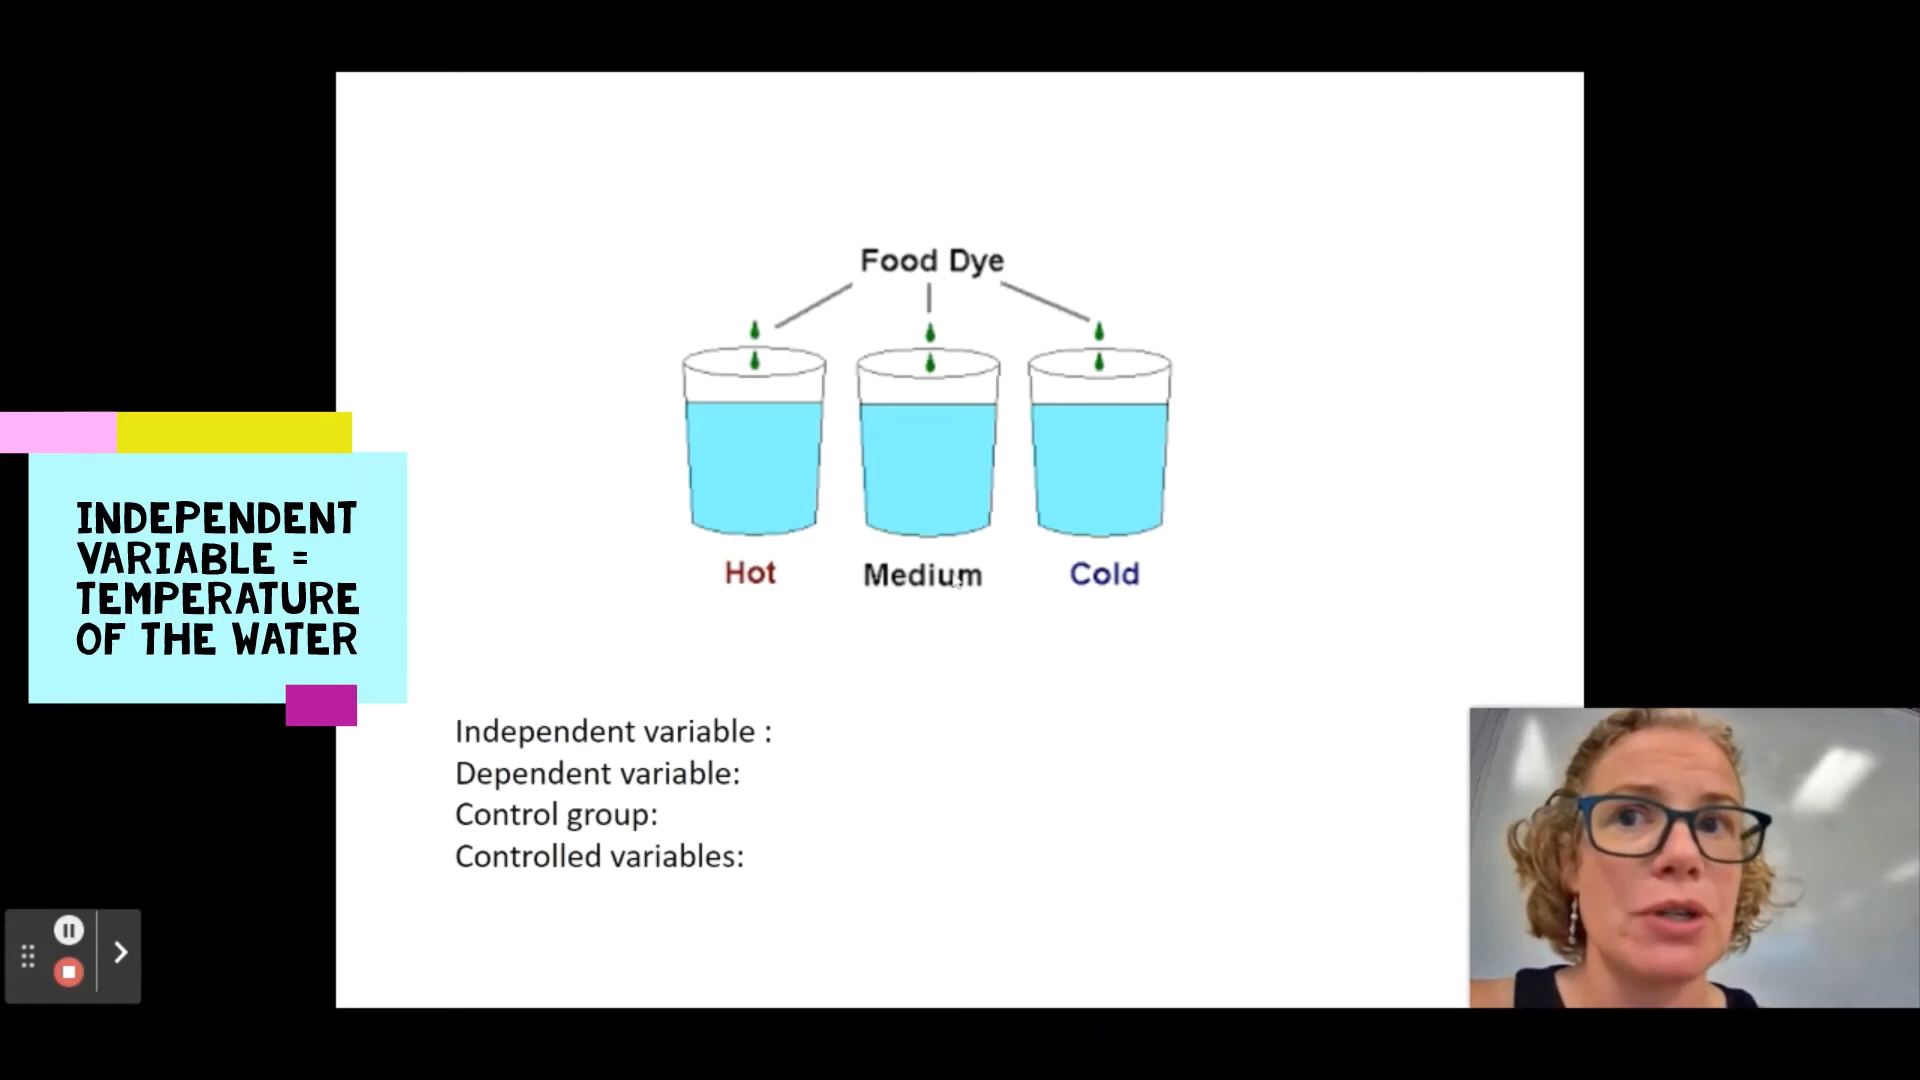 Food Dye
Hot
Medium
Cold
INDEPENDENT
VARIABLE =
TEMPERATURE
OF THE WATER
Independent variable :
Dependent variable:
Control group:
Controlled variables: